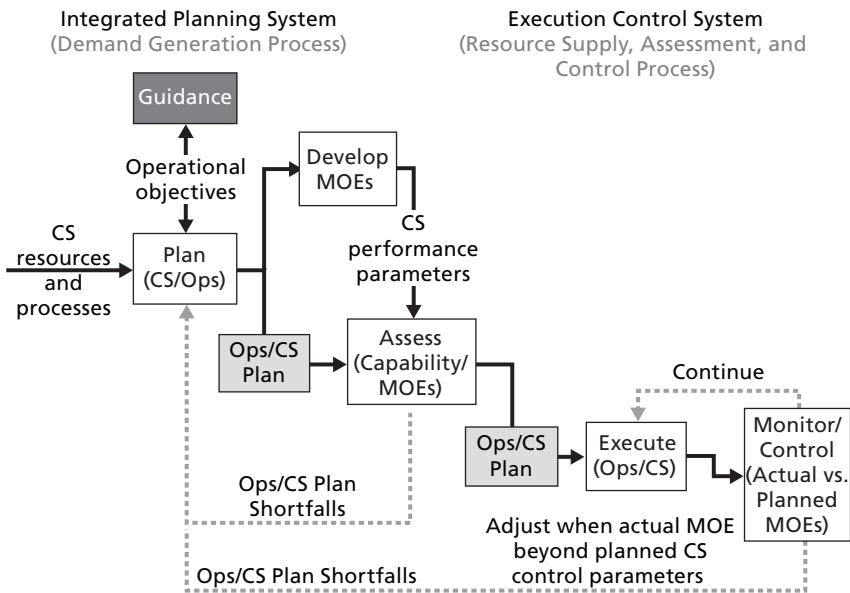 Integrated Planning System
(Demand Generation Process)
Execution Control System
(Resource Supply, Assessment, and
Control Process)
Guidance
Operational
objectives
Develop
MOEs
CS
resources
and
processes
Plan
(CS/Ops)
CS
performance
parameters
Ops/CS
Plan
Assess
(Capability/
MOEs)
Continue
Ops/CS
Plan
Execute
(Ops/CS)
Monitor/
Control
(Actual vs.
Planned
MOEs)
Ops/CS Plan
Shortfalls
Adjust when actual MOE
beyond planned CS
control parameters
Ops/CS Plan Shortfalls